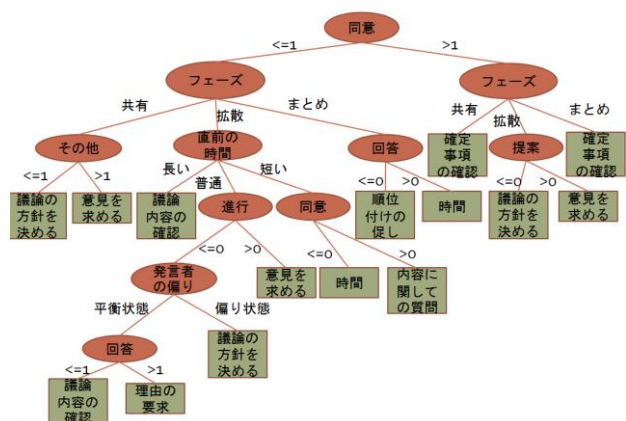 同意
<=1
>1
フェーズ
フェーズ
共有
拡散
まとめ
共有
拡散
まとめ
その他
直前の
時間
回答
確定
事項
の確認
提案
確定
事項
の確認
<=1
>1
長い
普通
短い
<=0
>0
<=0
>0
議論の
方針を
決める
意見を
求める
議論
内容の
確認
進行
同意
順位
付けの
促し
時間
議論の
方針を
決める
意見を
求める
<=0
>0
<=0
>0
発言者
の偏り
意見を
求める
時間
内容に
関して
の質問
平衡状態
偏り状態
回答
議論の
方針を
決める
<=1
>1
議論
内容の
確認
理由の
要求